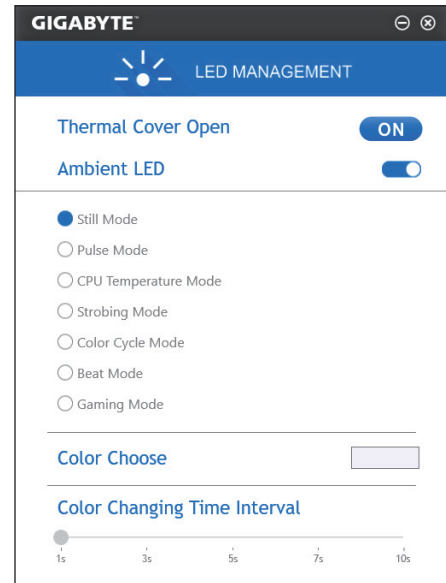 GIGABYTE™
LED MANAGEMENT
Thermal Cover Open ON
Ambient LED
Still Mode
Pulse Mode
CPU Temperature Mode
Strobing Mode
Color Cycle Mode
Beat Mode
Gaming Mode
Color Choose
Color Changing Time Interval
1s 3s 5s 7s 10s